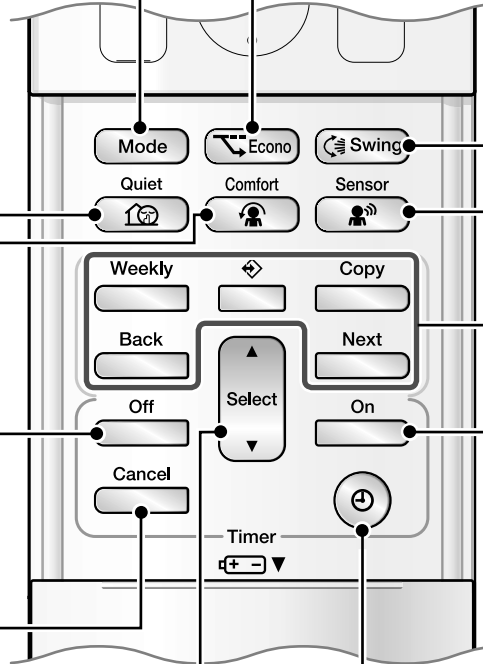 Mode Econo Swing
Quiet Comfort Sensor
Weekly Copy
Back Next
Select
Off On
Cancel
Timer
+ −